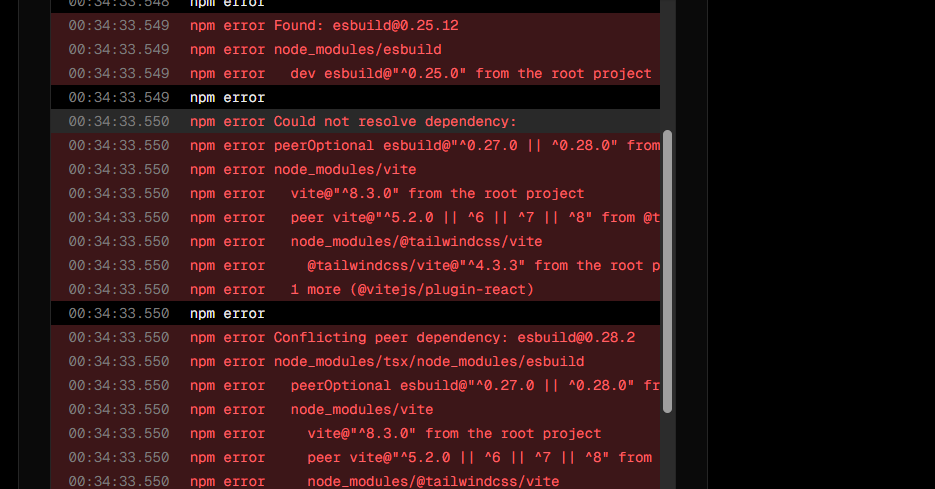 00:34:33.548 npm error
00:34:33.549 npm error Found: esbuild@0.25.12
00:34:33.549 npm error node_modules/esbuild
00:34:33.549 npm error   dev esbuild@"^0.25.0" from the root project
00:34:33.549 npm error
00:34:33.550 npm error Could not resolve dependency:
00:34:33.550 npm error peerOptional esbuild@"^0.27.0 || ^0.28.0" from
00:34:33.550 npm error node_modules/vite
00:34:33.550 npm error   vite@"^8.3.0" from the root project
00:34:33.550 npm error   peer vite@"^5.2.0 || ^6 || ^7 || ^8" from @t
00:34:33.550 npm error   node_modules/@tailwindcss/vite
00:34:33.550 npm error     @tailwindcss/vite@"^4.3.3" from the root p
00:34:33.550 npm error   1 more (@vitejs/plugin-react)
00:34:33.550 npm error
00:34:33.550 npm error Conflicting peer dependency: esbuild@0.28.2
00:34:33.550 npm error node_modules/tsx/node_modules/esbuild
00:34:33.550 npm error   peerOptional esbuild@"^0.27.0 || ^0.28.0" fr
00:34:33.550 npm error   node_modules/vite
00:34:33.550 npm error     vite@"^8.3.0" from the root project
00:34:33.550 npm error     peer vite@"^5.2.0 || ^6 || ^7 || ^8" from
00:34:33.550 npm error     node_modules/@tailwindcss/vite